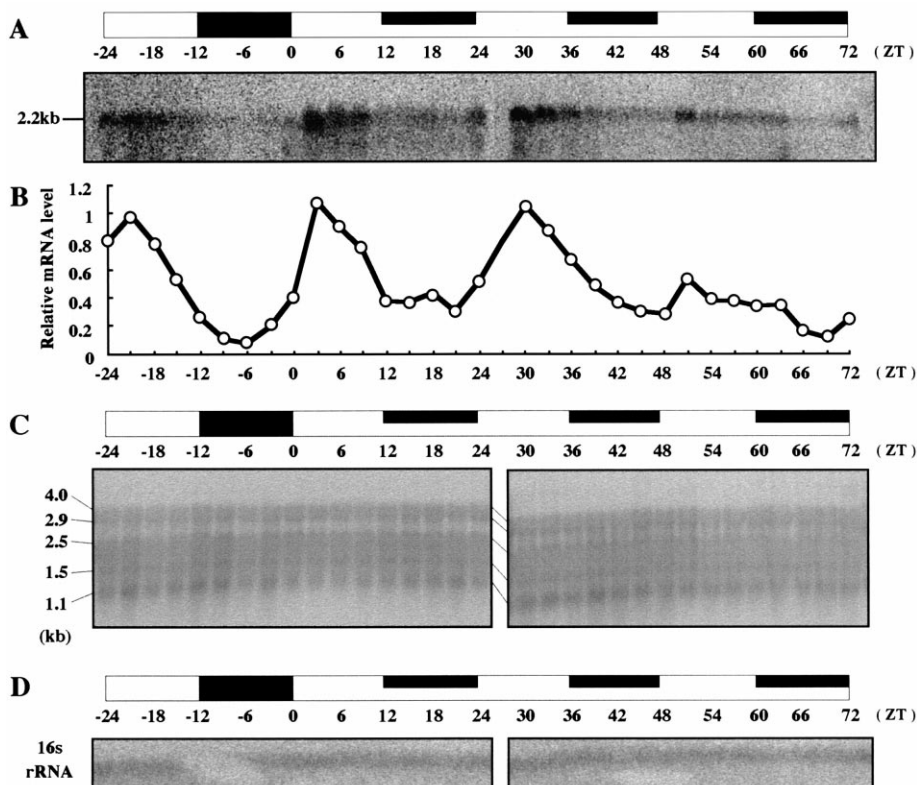 A
-24 -18 -12 -6 0 6 12 18 24 30 36 42 48 54 60 66 72 ( ZT )
2.2kb
B
Relative mRNA level
1.2
1
0.8
0.6
0.4
0.2
0
-24 -18 -12 -6 0 6 12 18 24 30 36 42 48 54 60 66 72 ( ZT )
C
-24 -18 -12 -6 0 6 12 18 24 30 36 42 48 54 60 66 72 ( ZT )
4.0
2.9
2.5
1.5
1.1
(kb)
D
-24 -18 -12 -6 0 6 12 18 24 30 36 42 48 54 60 66 72 ( ZT )
16s
rRNA